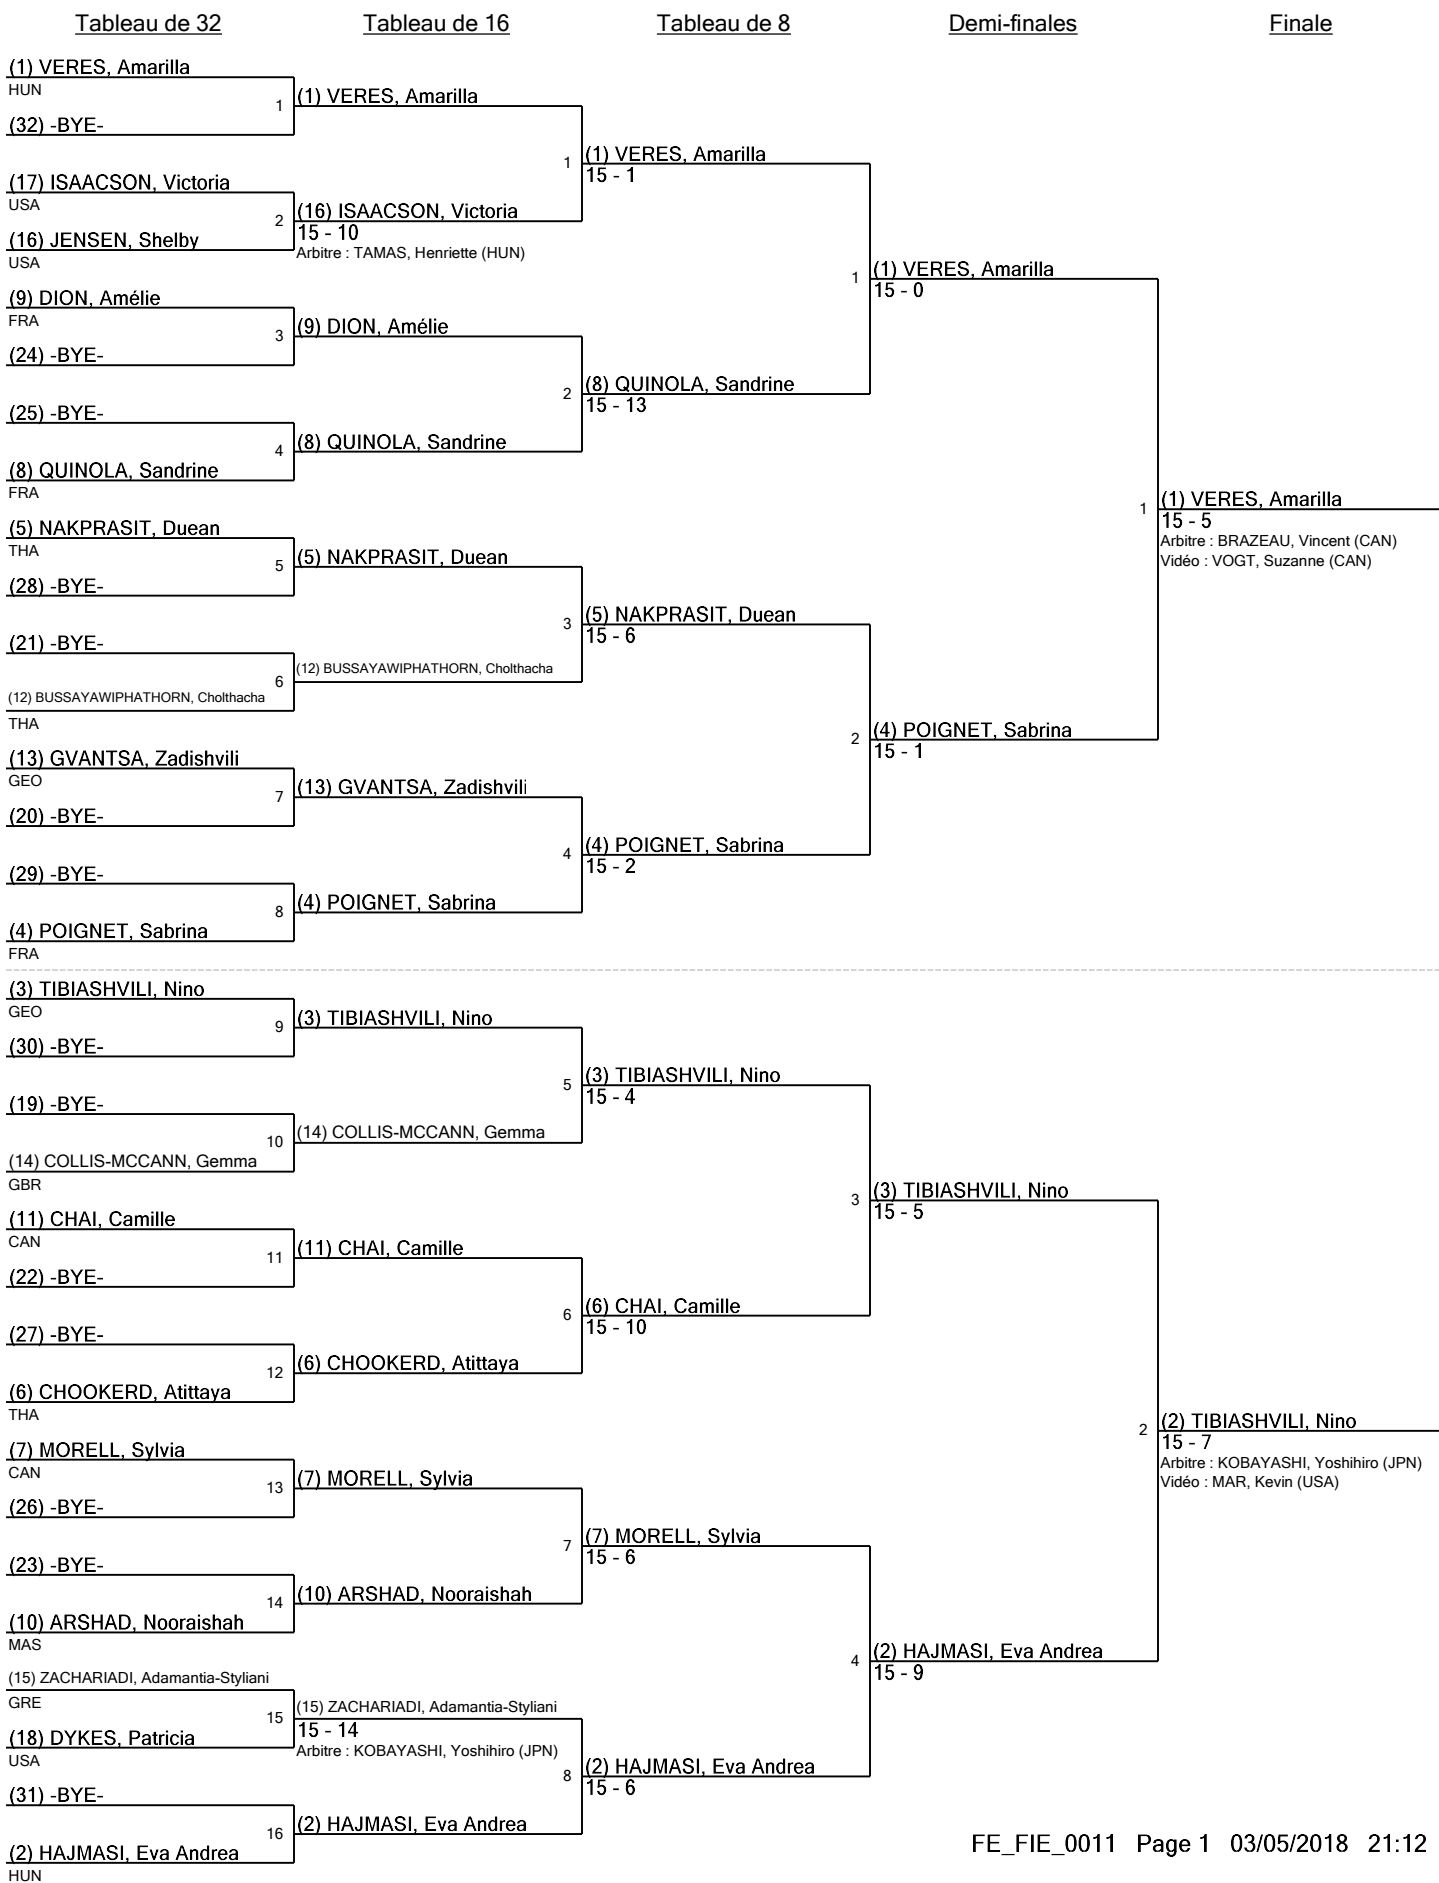 Tableau de 32
Tableau de 16
Tableau de 8
Demi-finales
Finale
(1) VERES, Amarilla
HUN
1
(32) -BYE-
(17) ISAACSON, Victoria
USA
2
(16) JENSEN, Shelby
USA
(9) DION, Amélie
FRA
3
(24) -BYE-
(25) -BYE-
4
(8) QUINOLA, Sandrine
FRA
(5) NAKPRASIT, Duean
THA
5
(28) -BYE-
(21) -BYE-
6
(12) BUSSAYAWIPHATHORN, Cholthacha
THA
(13) GVANTSA, Zadishvili
GEO
7
(20) -BYE-
(29) -BYE-
8
(4) POIGNET, Sabrina
FRA
(3) TIBIASHVILI, Nino
GEO
9
(30) -BYE-
(19) -BYE-
10
(14) COLLIS-MCCANN, Gemma
GBR
(11) CHAI, Camille
CAN
11
(22) -BYE-
(27) -BYE-
12
(6) CHOOKERD, Atittaya
THA
(7) MORELL, Sylvia
CAN
13
(26) -BYE-
(23) -BYE-
14
(10) ARSHAD, Nooraishah
MAS
(15) ZACHARIADI, Adamantia-Styliani
GRE
15
(18) DYKES, Patricia
USA
(31) -BYE-
16
(2) HAJMASI, Eva Andrea
HUN
(1) VERES, Amarilla
1
(16) ISAACSON, Victoria
15 - 10
Arbitre : TAMAS, Henriette (HUN)
(9) DION, Amélie
2
(8) QUINOLA, Sandrine
(5) NAKPRASIT, Duean
3
(12) BUSSAYAWIPHATHORN, Cholthacha
(13) GVANTSA, Zadishvili
4
(4) POIGNET, Sabrina
(3) TIBIASHVILI, Nino
5
(14) COLLIS-MCCANN, Gemma
(11) CHAI, Camille
6
(6) CHOOKERD, Atittaya
(7) MORELL, Sylvia
7
(10) ARSHAD, Nooraishah
(15) ZACHARIADI, Adamantia-Styliani
15 - 14
Arbitre : KOBAYASHI, Yoshihiro (JPN)
8
(2) HAJMASI, Eva Andrea
(1) VERES, Amarilla
15 - 1
1
(8) QUINOLA, Sandrine
15 - 13
(5) NAKPRASIT, Duean
15 - 6
2
(4) POIGNET, Sabrina
15 - 2
(3) TIBIASHVILI, Nino
15 - 4
3
(6) CHAI, Camille
15 - 10
(7) MORELL, Sylvia
15 - 6
4
(2) HAJMASI, Eva Andrea
15 - 6
(1) VERES, Amarilla
15 - 0
1
(4) POIGNET, Sabrina
15 - 1
(3) TIBIASHVILI, Nino
15 - 5
2
(2) HAJMASI, Eva Andrea
15 - 9
(1) VERES, Amarilla
15 - 5
Arbitre : BRAZEAU, Vincent (CAN)
Vidéo : VOGT, Suzanne (CAN)
(2) TIBIASHVILI, Nino
15 - 7
Arbitre : KOBAYASHI, Yoshihiro (JPN)
Vidéo : MAR, Kevin (USA)
FE_FIE_0011 Page 1 03/05/2018 21:12